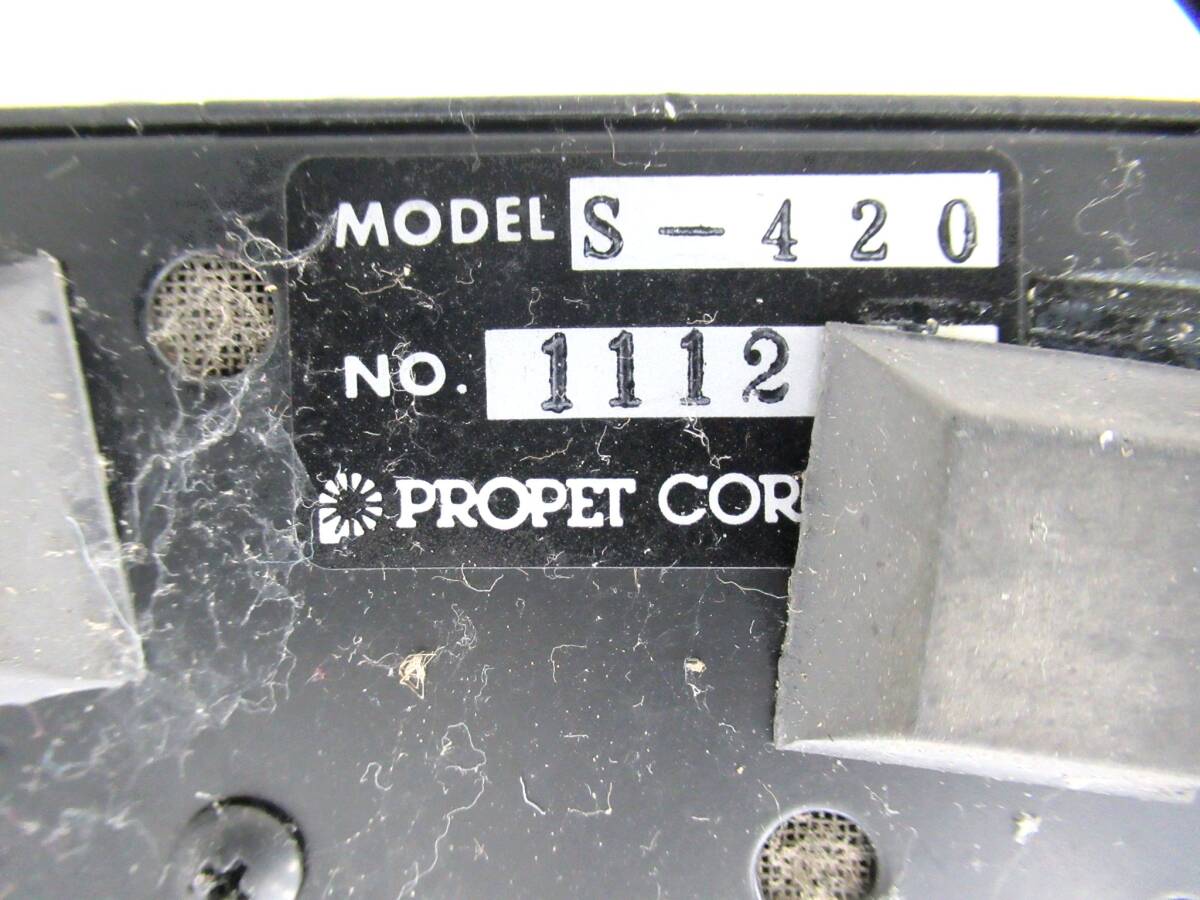 MODEL S-420
NO. 1112
PROPET COR